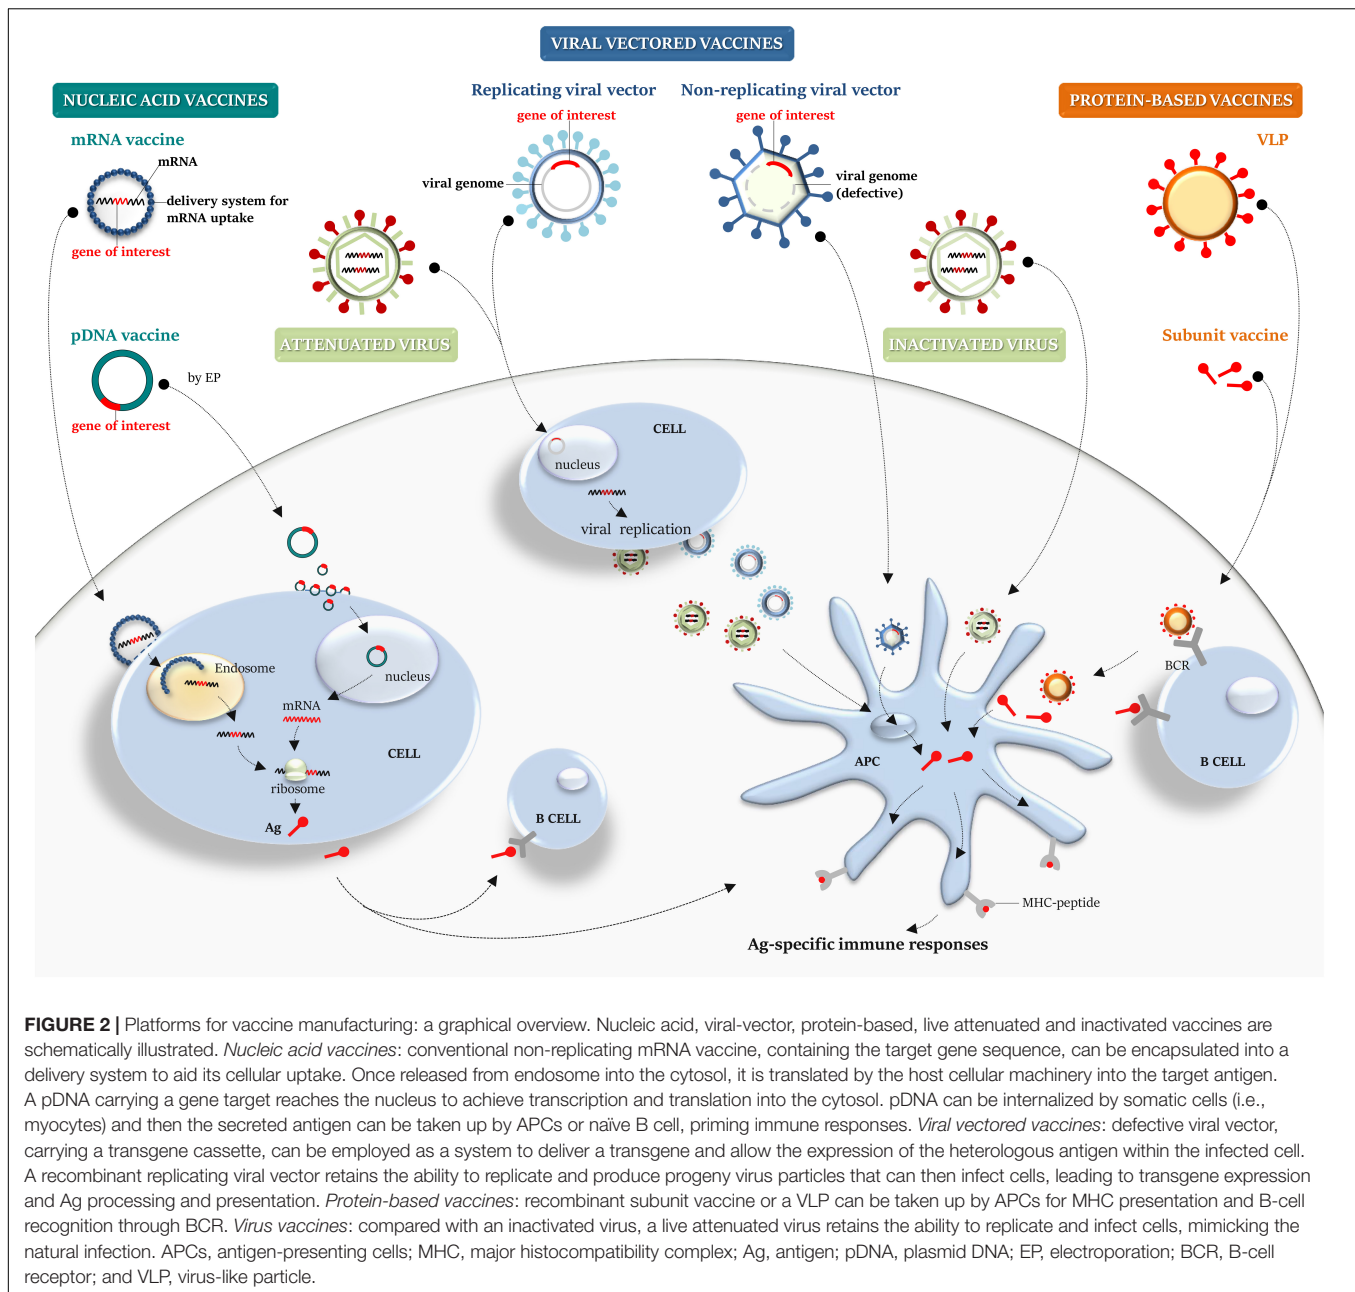 VIRAL VECTORED VACCINES
NUCLEIC ACID VACCINES
Replicating viral vector
Non-replicating viral vector
PROTEIN-BASED VACCINES
gene of interest
gene of interest
mRNA vaccine
VLP
mRNA
viral genome
viral genome
(defective)
delivery system for
mRNA uptake
gene of interest
pDNA vaccine
ATTENUATED VIRUS
INACTIVATED VIRUS
Subunit vaccine
by EP
gene of interest
CELL
nucleus
viral replication
Endosome
nucleus
BCR
mRNA
CELL
APC
B CELL
ribosome
Ag
B CELL
MHC-peptide
Ag-specific immune responses
FIGURE 2 | Platforms for vaccine manufacturing: a graphical overview. Nucleic acid, viral-vector, protein-based, live attenuated and inactivated vaccines are
schematically illustrated. Nucleic acid vaccines: conventional non-replicating mRNA vaccine, containing the target gene sequence, can be encapsulated into a
delivery system to aid its cellular uptake. Once released from endosome into the cytosol, it is translated by the host cellular machinery into the target antigen.
A pDNA carrying a gene target reaches the nucleus to achieve transcription and translation into the cytosol. pDNA can be internalized by somatic cells (i.e.,
myocytes) and then the secreted antigen can be taken up by APCs or naïve B cell, priming immune responses. Viral vectored vaccines: defective viral vector,
carrying a transgene cassette, can be employed as a system to deliver a transgene and allow the expression of the heterologous antigen within the infected cell.
A recombinant replicating viral vector retains the ability to replicate and produce progeny virus particles that can then infect cells, leading to transgene expression
and Ag processing and presentation. Protein-based vaccines: recombinant subunit vaccine or a VLP can be taken up by APCs for MHC presentation and B-cell
recognition through BCR. Virus vaccines: compared with an inactivated virus, a live attenuated virus retains the ability to replicate and infect cells, mimicking the
natural infection. APCs, antigen-presenting cells; MHC, major histocompatibility complex; Ag, antigen; pDNA, plasmid DNA; EP, electroporation; BCR, B-cell
receptor; and VLP, virus-like particle.